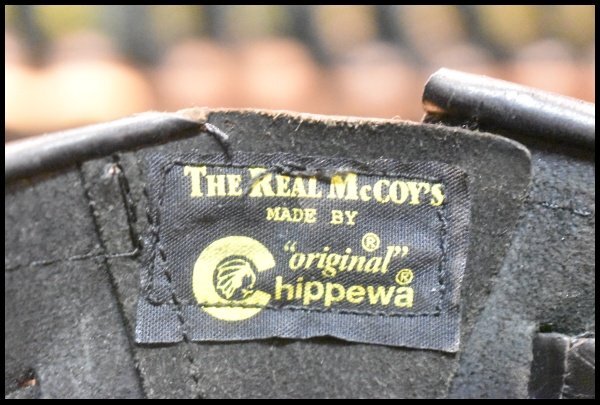 THE REAL McCOY'S
MADE BY
"original"®
Chippewa®